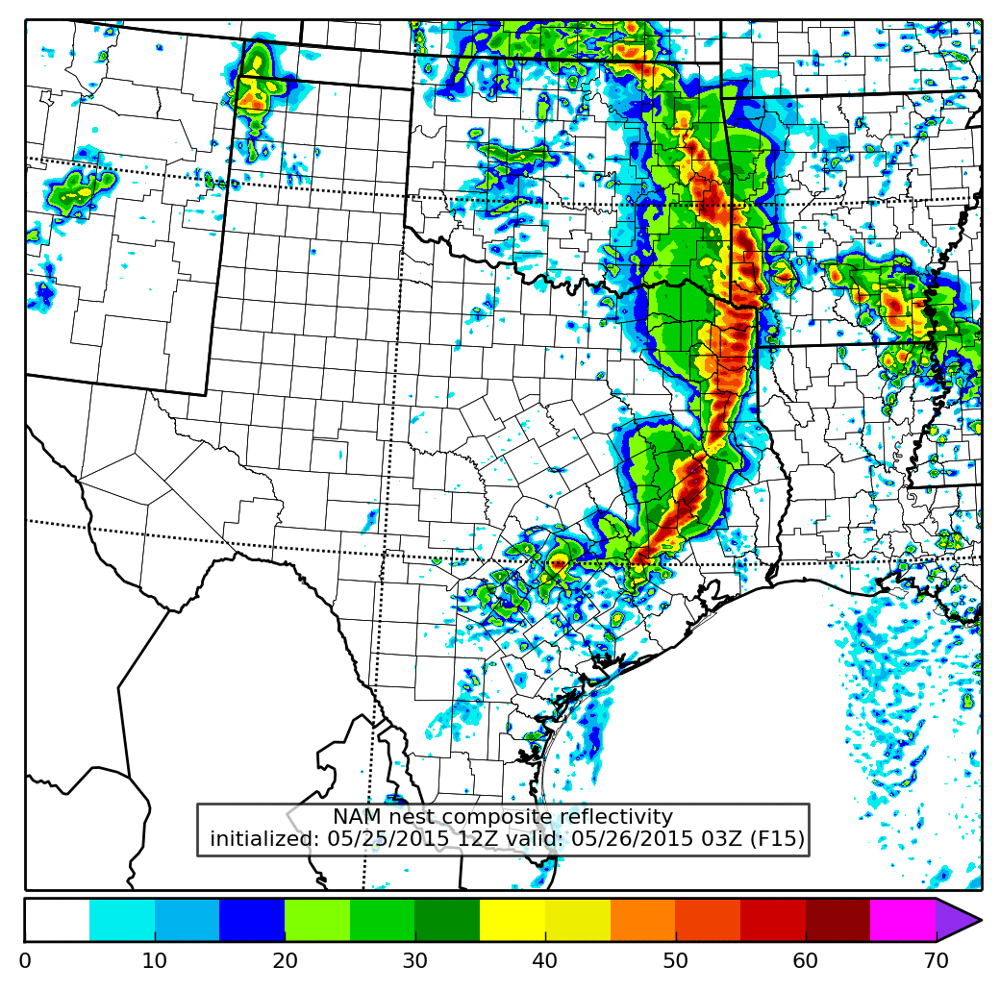 NAM nest composite reflectivity
initialized: 05/25/2015 12Z valid: 05/26/2015 03Z (F15)
0 10 20 30 40 50 60 70